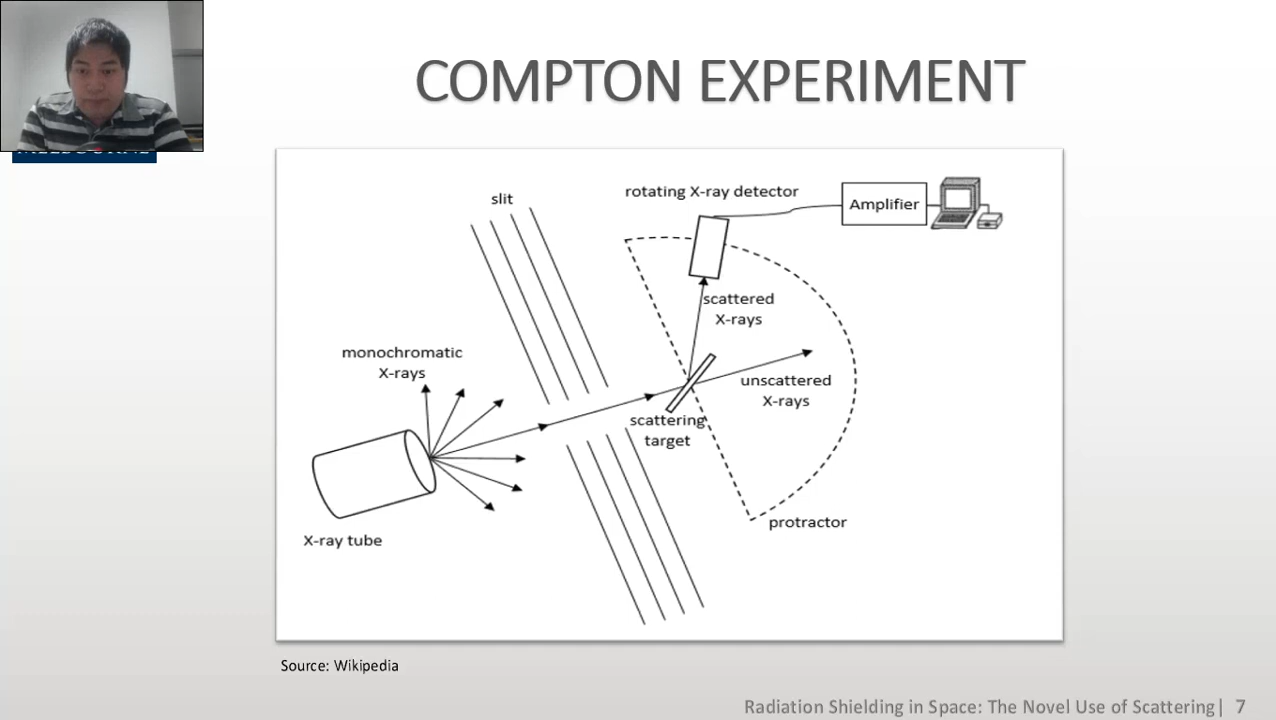 COMPTON EXPERIMENT
slit
rotating X-ray detector
Amplifier
scattered
X-rays
monochromatic
X-rays
unscattered
X-rays
scattering
target
protractor
X-ray tube
Source: Wikipedia
Radiation Shielding in Space: The Novel Use of Scattering| 7